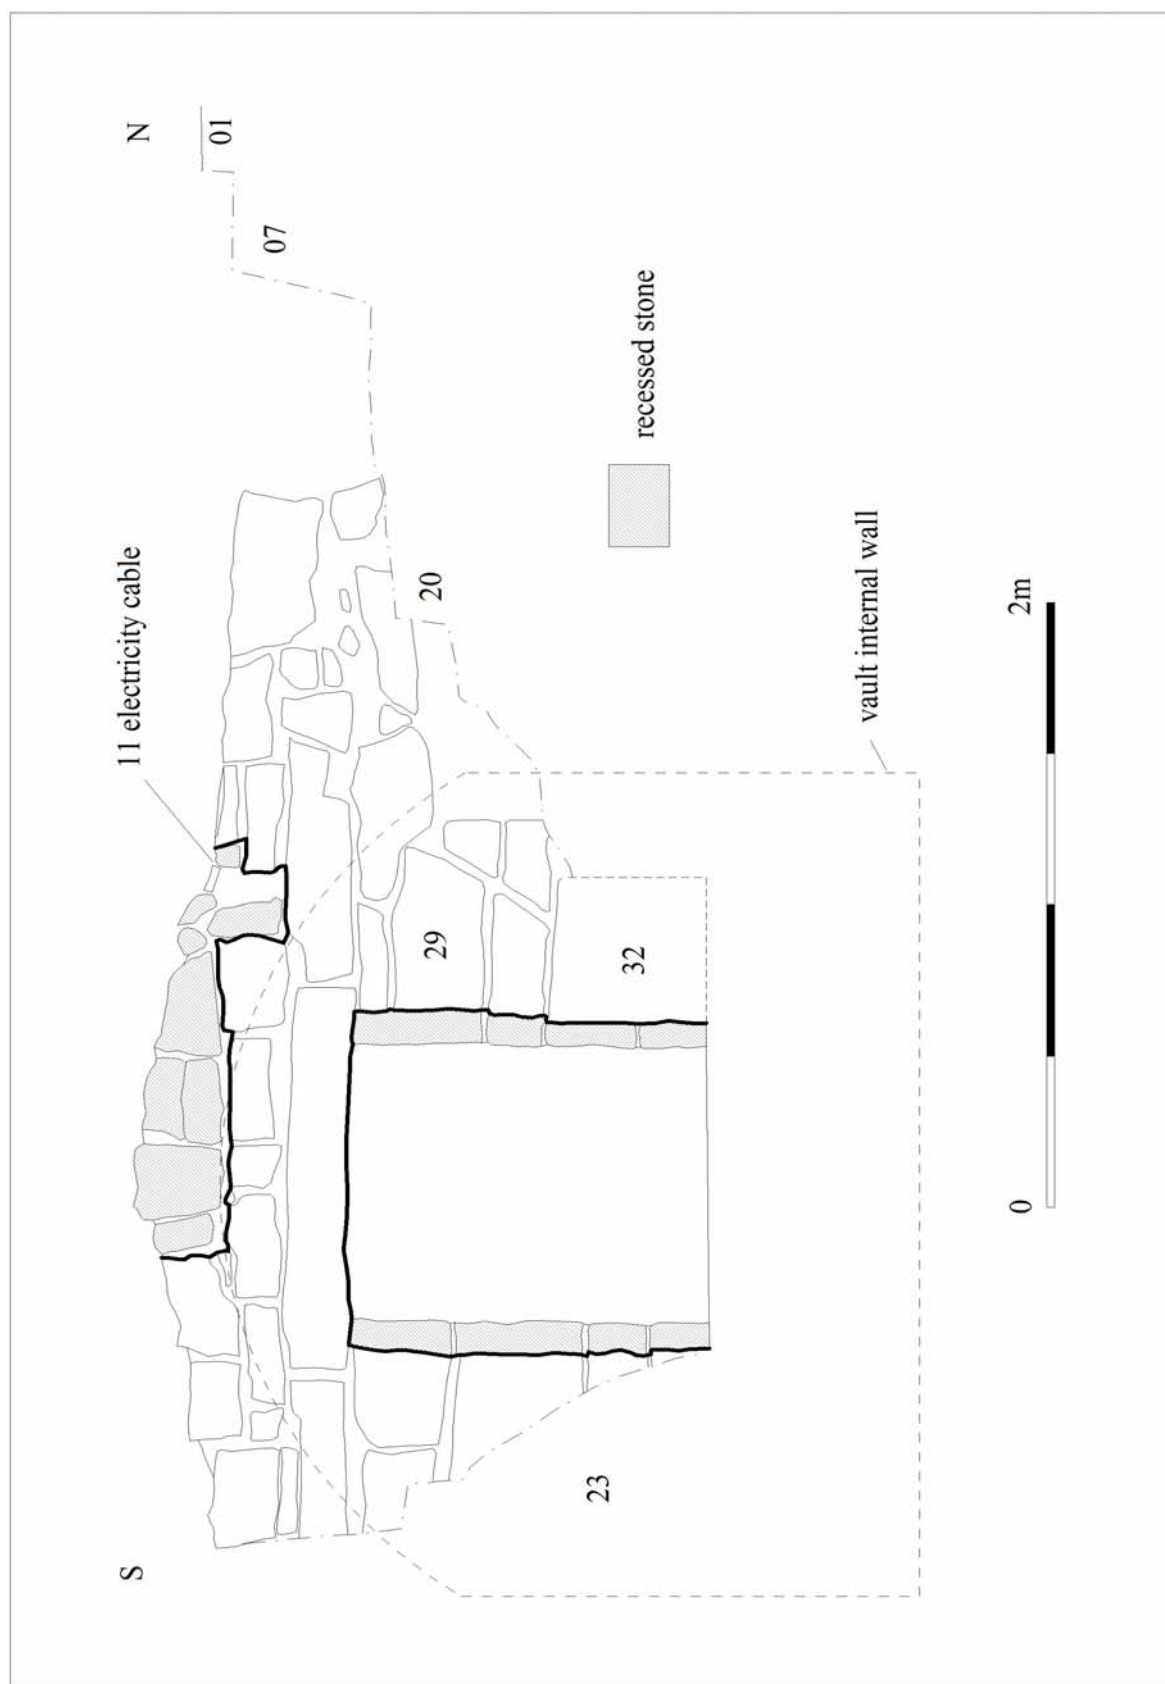 S
N
11 electricity cable
01
07
20
29
32
23
recessed stone
vault internal wall
0
2m